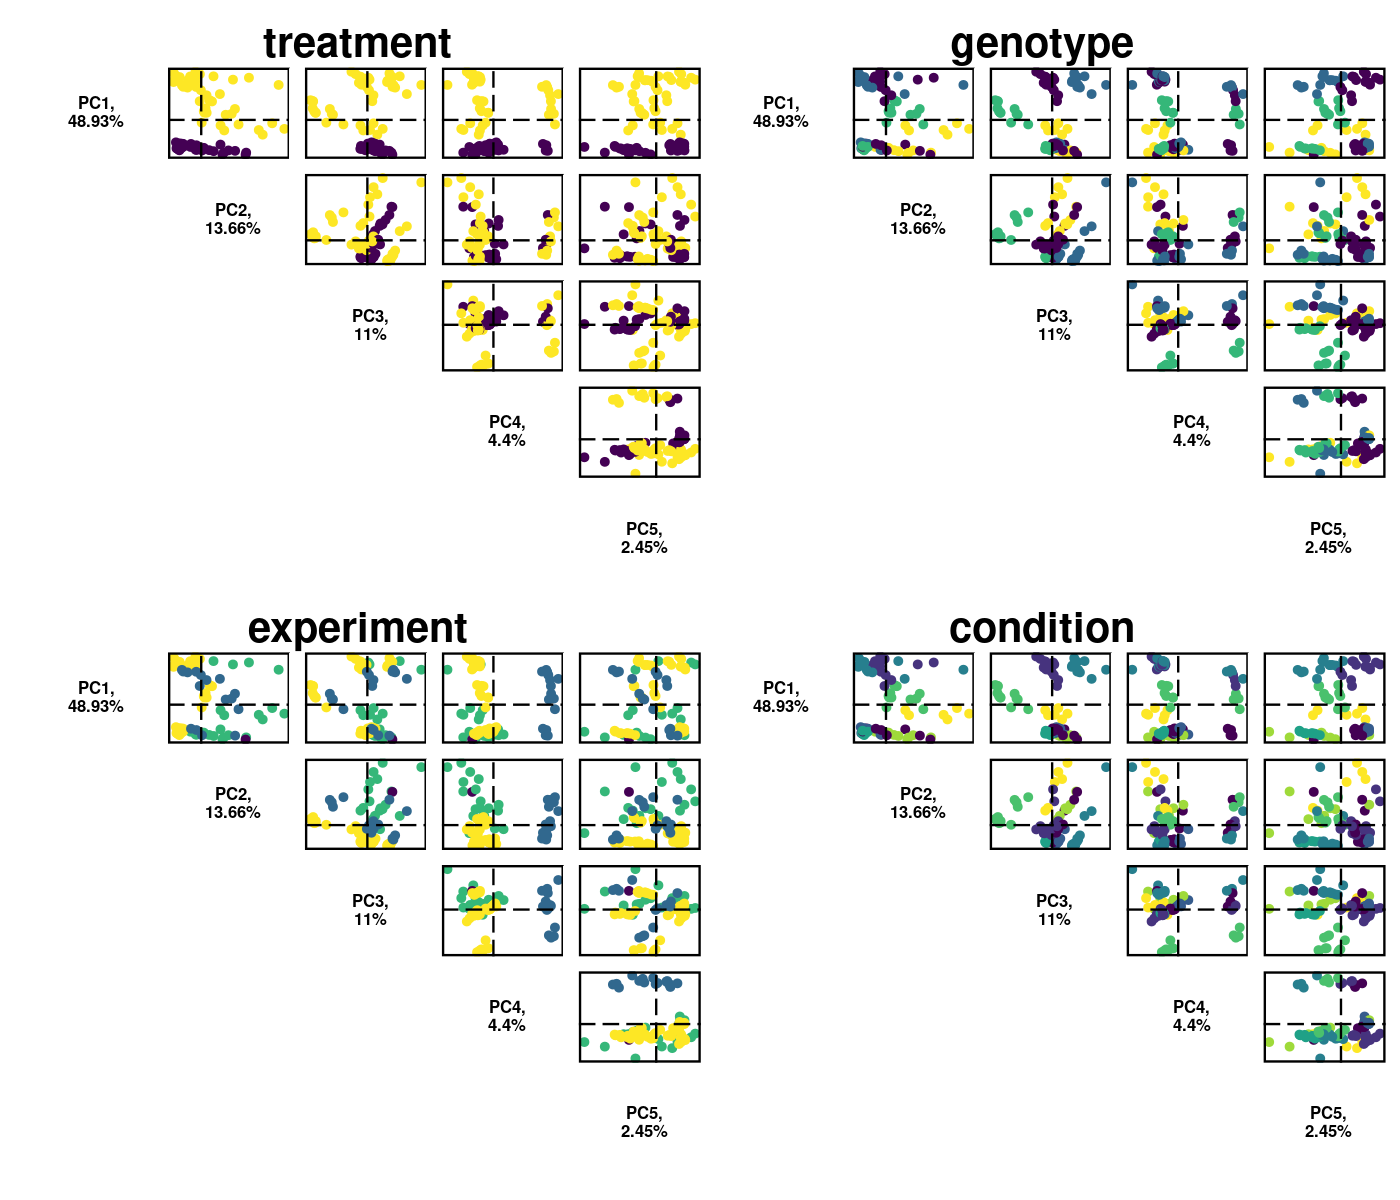 treatment
PC1,
48.93%
PC2,
13.66%
PC3,
11%
PC4,
4.4%
PC5,
2.45%
genotype
PC1,
48.93%
PC2,
13.66%
PC3,
11%
PC4,
4.4%
PC5,
2.45%
experiment
PC1,
48.93%
PC2,
13.66%
PC3,
11%
PC4,
4.4%
PC5,
2.45%
condition
PC1,
48.93%
PC2,
13.66%
PC3,
11%
PC4,
4.4%
PC5,
2.45%